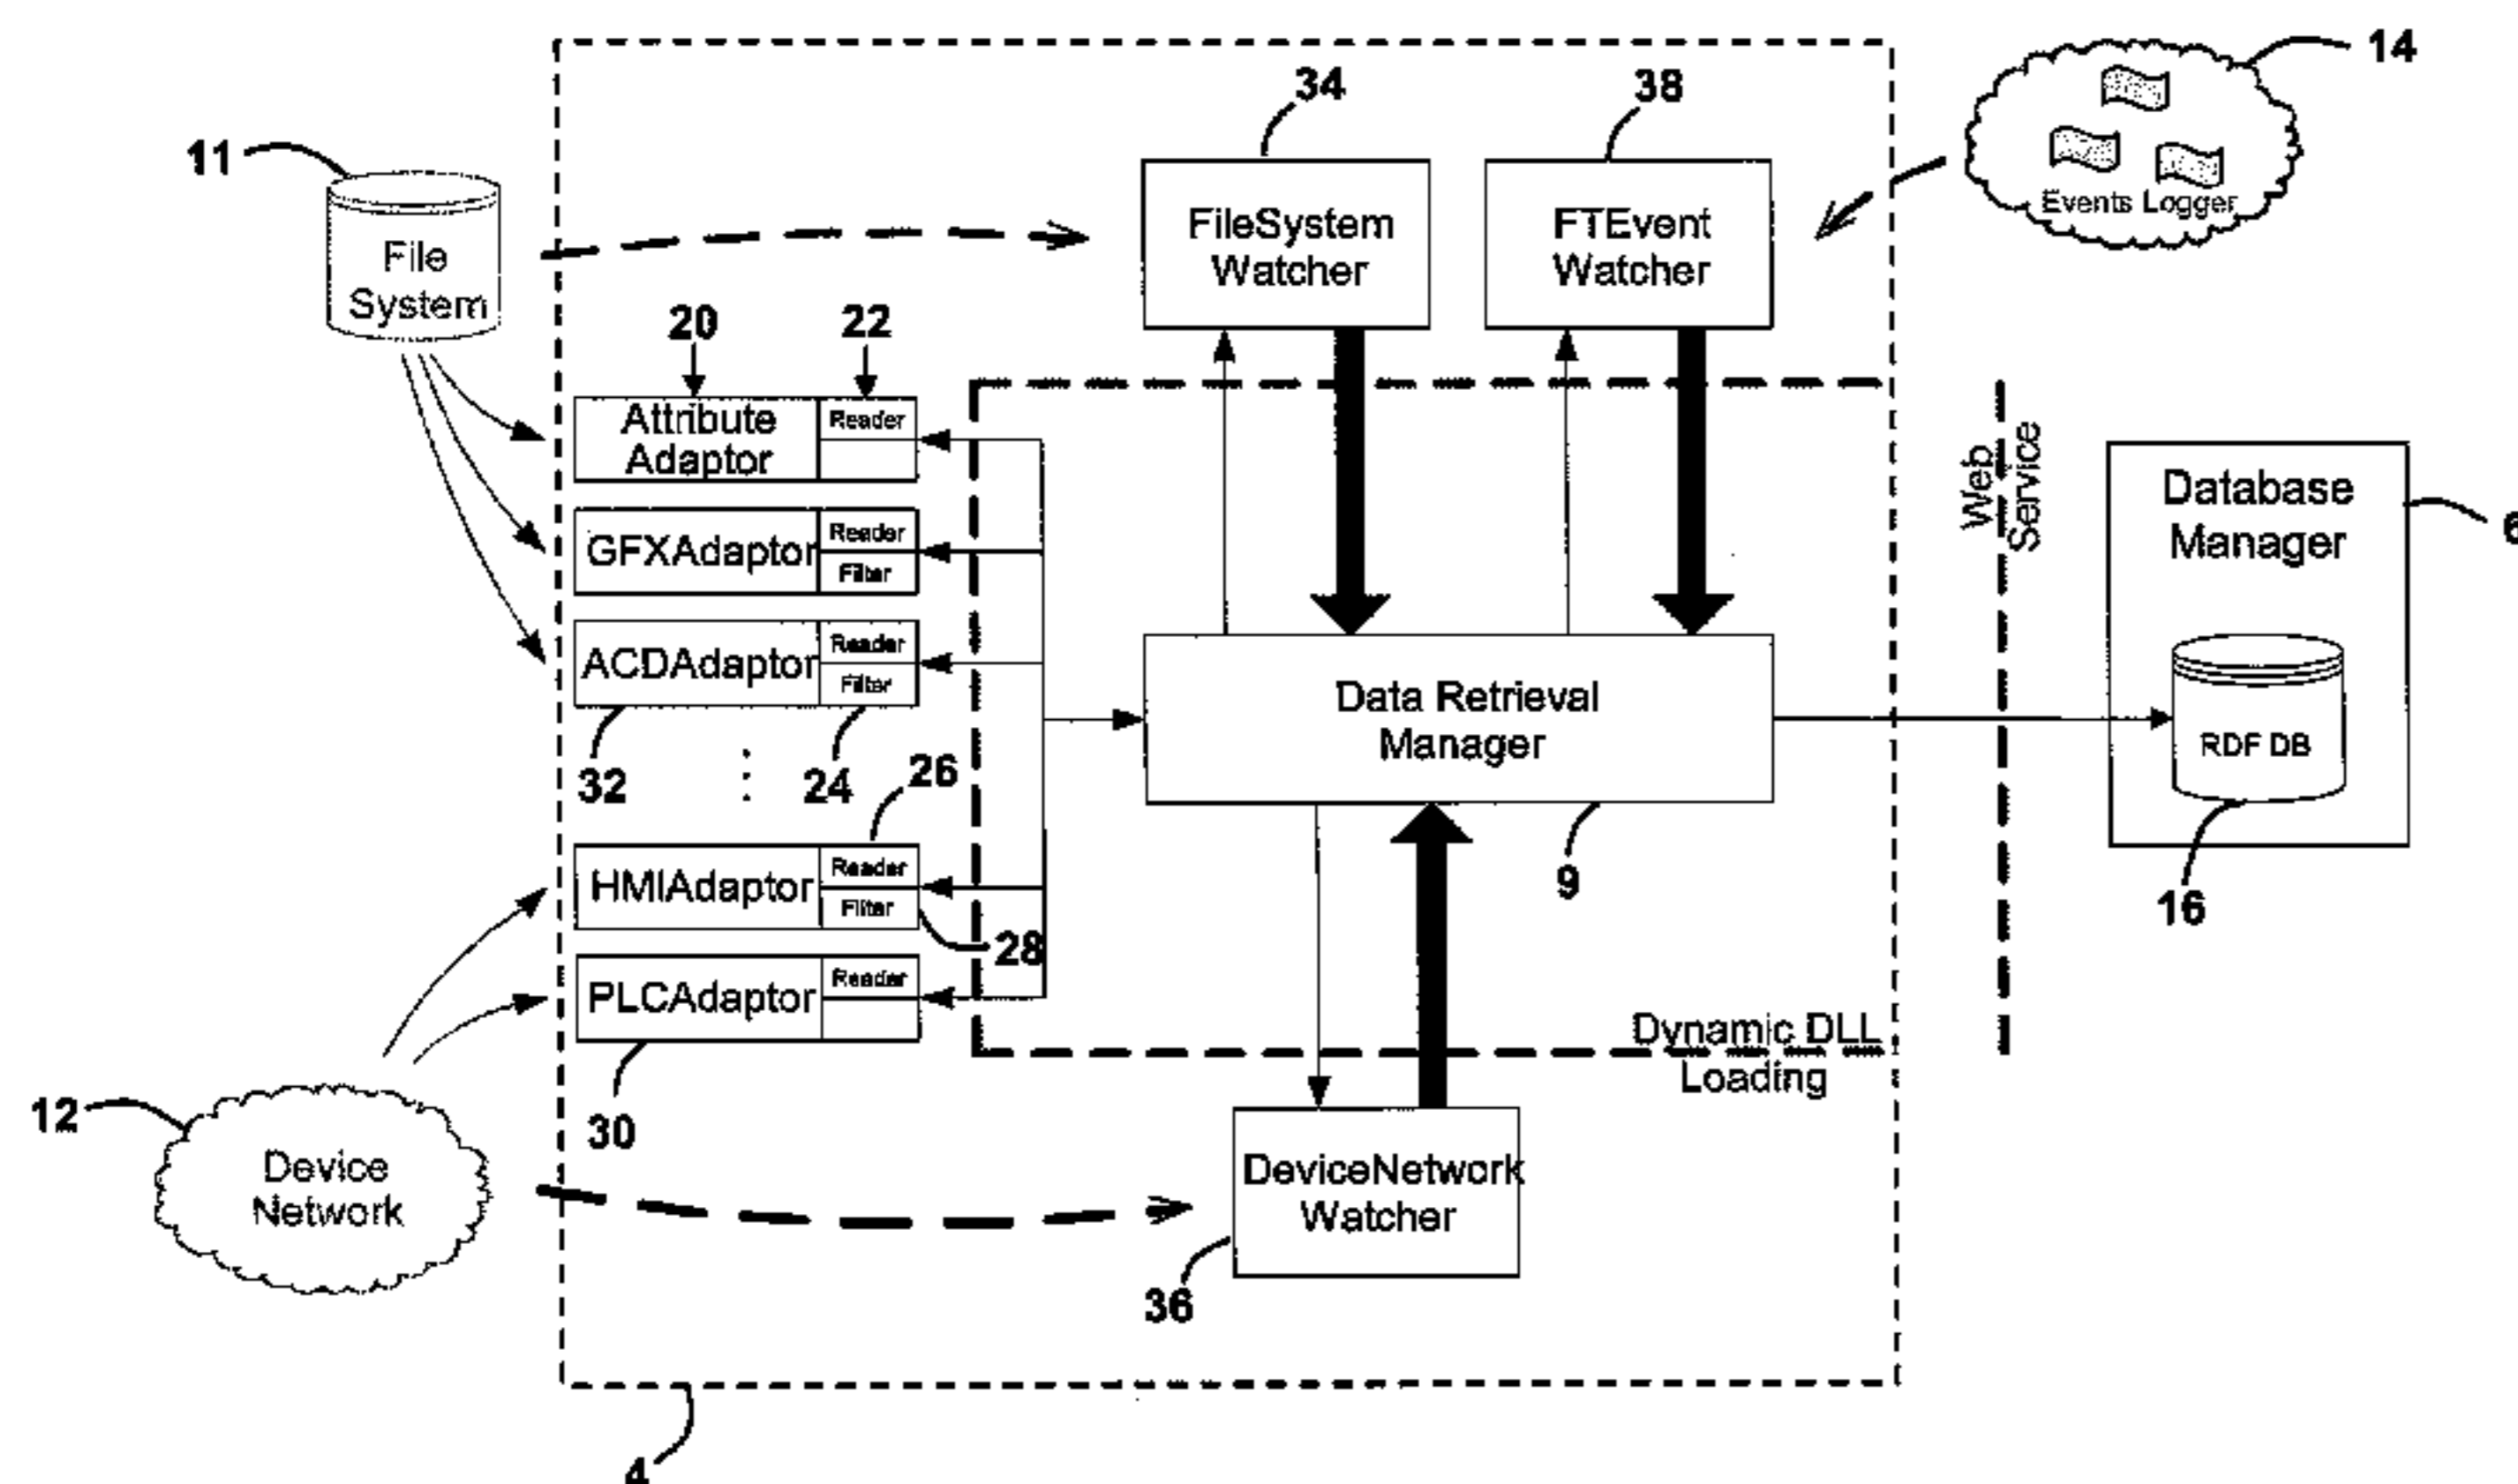 14
34
38
11
Events Logger
File
System
FileSystem
Watcher
FTEvent
Watcher
20
22
Attribute
Adaptor
Reader
Web
Service
Database
Manager
6
GFXAdaptor
Reader
Filter
ACDAdaptor
Reader
Filter
Data Retrieval
Manager
RDF DB
32
24
26
9
16
HMIAdaptor
Reader
Filter
28
PLCAdaptor
Reader
Dynamic DLL
Loading
30
12
Device
Network
DeviceNetwork
Watcher
36
4